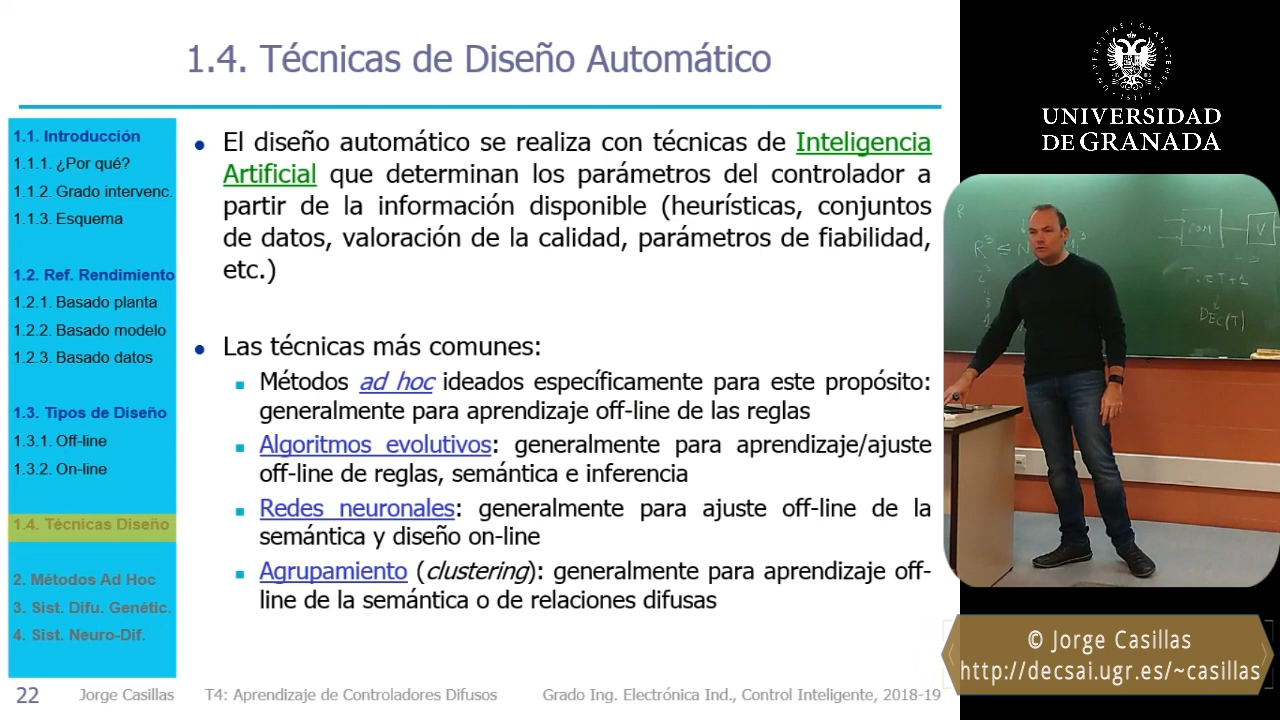 1.4. Técnicas de Diseño Automático
1.1. Introducción
1.1.1. ¿Por qué?
1.1.2. Grado intervenc.
1.1.3. Esquema
1.2. Ref. Rendimiento
1.2.1. Basado planta
1.2.2. Basado modelo
1.2.3. Basado datos
1.3. Tipos de Diseño
1.3.1. Off-line
1.3.2. On-line
1.4. Técnicas Diseño
2. Métodos Ad Hoc
3. Sist. Difu. Genétic.
4. Sist. Neuro-Dif.
El diseño automático se realiza con técnicas de Inteligencia
Artificial que determinan los parámetros del controlador a
partir de la información disponible (heurísticas, conjuntos
de datos, valoración de la calidad, parámetros de fiabilidad,
etc.)
Las técnicas más comunes:
Métodos ad hoc ideados específicamente para este propósito:
generalmente para aprendizaje off-line de las reglas
Algoritmos evolutivos: generalmente para aprendizaje/ajuste
off-line de reglas, semántica e inferencia
Redes neuronales: generalmente para ajuste off-line de la
semántica y diseño on-line
Agrupamiento (clustering): generalmente para aprendizaje off-
line de la semántica o de relaciones difusas
22 Jorge Casillas T4: Aprendizaje de Controladores Difusos Grado Ing. Electrónica Ind., Control Inteligente, 2018-19
UNIVERSIDAD
DE GRANADA
DEC(T)
© Jorge Casillas
http://decsai.ugr.es/~casillas